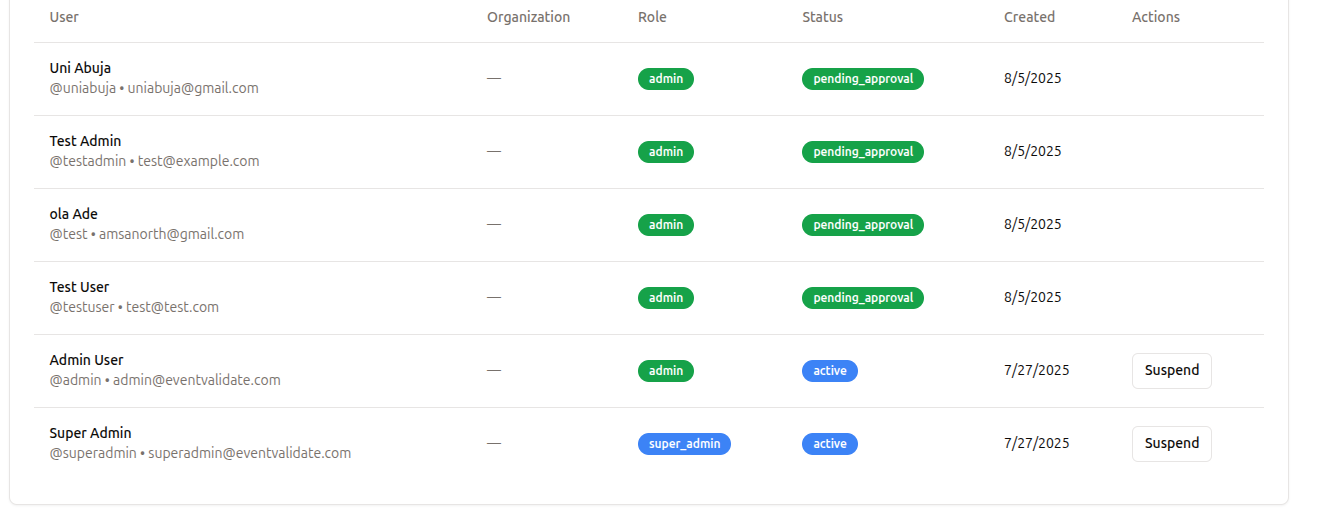 User Organization Role Status Created Actions
Uni Abuja
@uniabuja • uniabuja@gmail.com — admin pending_approval 8/5/2025
Test Admin
@testadmin • test@example.com — admin pending_approval 8/5/2025
ola Ade
@test • amsanorth@gmail.com — admin pending_approval 8/5/2025
Test User
@testuser • test@test.com — admin pending_approval 8/5/2025
Admin User
@admin • admin@eventvalidate.com — admin active 7/27/2025 Suspend
Super Admin
@superadmin • superadmin@eventvalidate.com — super_admin active 7/27/2025 Suspend